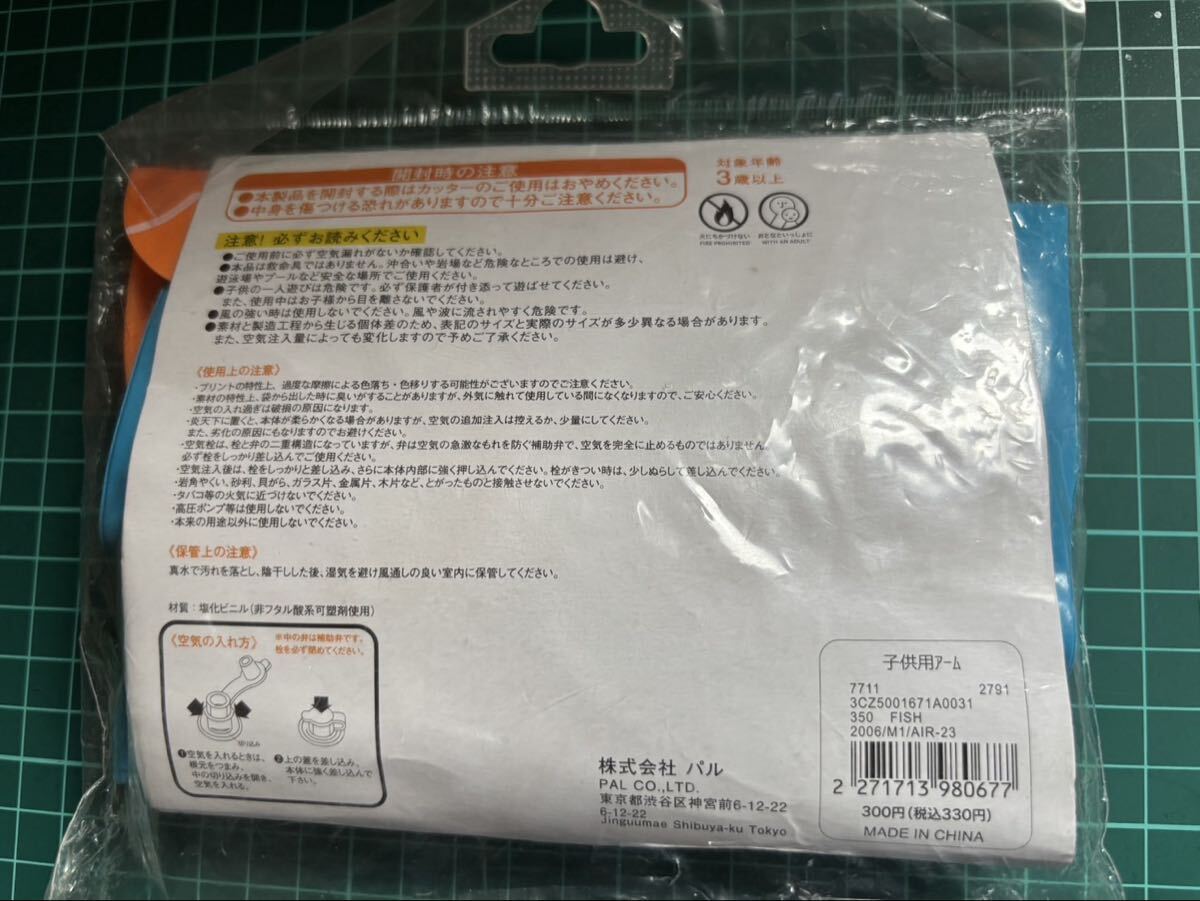 開封時の注意
●本製品を開封する際はカッターのご使用はおやめください。
●中身を傷つける恐れがありますので十分ご注意ください。
対象年齢
3歳以上
火にちかづけない
FIRE PROHIBITED
おとなといっしょに
WITH AN ADULT
注意！必ずお読みください
●ご使用前に必ず空気漏れがないか確認してください。
●本品は救命具ではありません。沖合いや岩場など危険なところでの使用は避け、
遊泳場やプールなど安全な場所でご使用ください。
●子供の一人遊びは危険です。必ず保護者が付き添って遊ばせてください。
また、使用中はお子様から目を離さないでください。
●風の強い時は使用しないでください。風や波に流されやすく危険です。
●素材と製造工程から生じる個体差のため、表記のサイズと実際のサイズが多少異なる場合があります。
また、空気注入量によっても変化しますので予めご了承ください。
《使用上の注意》
・プリントの特性上、過度な摩擦による色落ち・色移りする可能性がございますのでご注意ください。
・素材の特性上、袋から出した時に臭いがすることがありますが、外気に触れて使用している間になくなりますので、ご安心ください。
・空気の入れ過ぎは破損の原因になります。
・炎天下に置くと、本体が柔らかくなる場合がありますが、空気の追加注入は控えるか、少量にしてください。
また、劣化の原因にもなりますのでお避けください。
・空気栓は、栓と弁の二重構造になっていますが、弁は空気の急激なもれを防ぐ補助弁で、空気を完全に止めるものではありません。
必ず栓をしっかり差し込んでご使用ください。
・空気注入後は、栓をしっかりと差し込み、さらに本体内部に強く押し込んでください。栓がきつい時は、少しぬらして差し込んでください。
・岩角やくい、砂利、貝がら、ガラス片、金属片、木片など、とがったものと接触させないでください。
・タバコ等の火気に近づけないでください。
・高圧ポンプ等は使用しないでください。
・本来の用途以外に使用しないでください。
《保管上の注意》
真水で汚れを落とし、陰干しした後、湿気を避け風通しの良い室内に保管してください。
材質：塩化ビニル(非フタル酸系可塑剤使用)
《空気の入れ方》
※中の弁は補助弁です。
栓を必ず閉めてください。
切り込み
❶空気を入れるときは、
根元をつまみ、
中の切り込みを開き、
空気を入れる。
❷上の蓋を差し込み、
本体に強く差し込んで
下さい。
株式会社 パル
PAL CO.,LTD.
東京都渋谷区神宮前6-12-22
6-12-22
Jinguumae Shibuya-ku Tokyo
子供用アーム
7711 2791
3CZ5001671A0031
350 FISH
2006/M1/AIR-23
2 271713 980677
300円(税込330円)
MADE IN CHINA